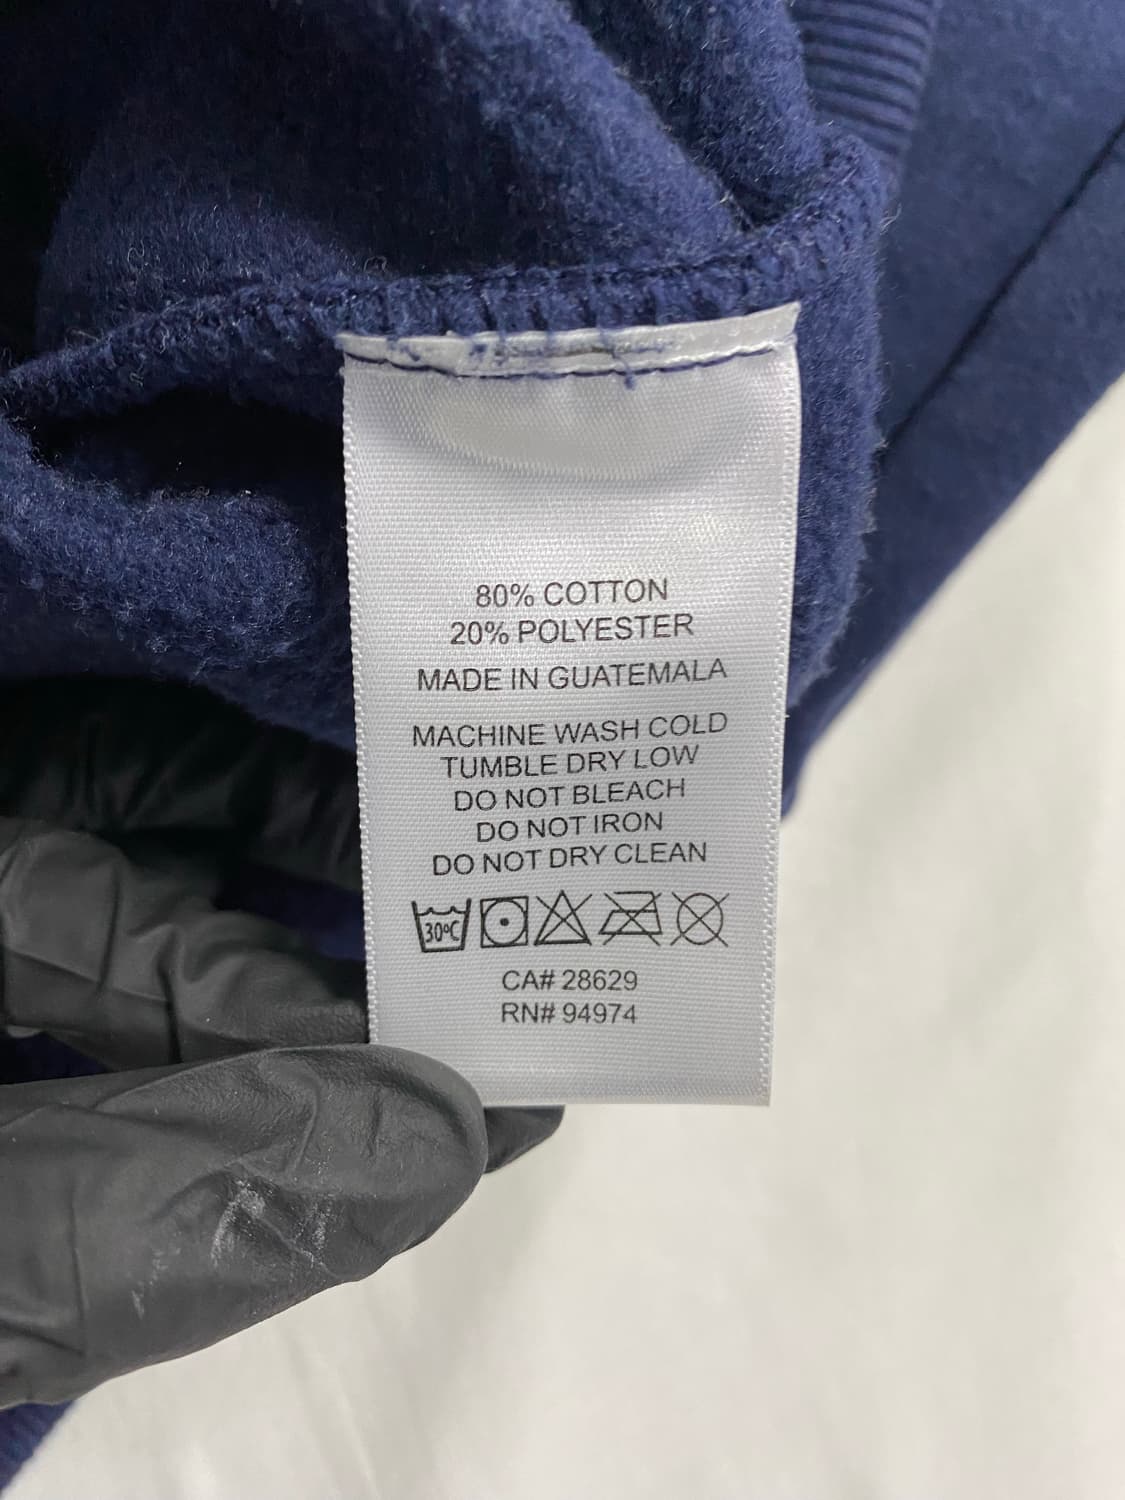 80% COTTON
20% POLYESTER
MADE IN GUATEMALA
MACHINE WASH COLD
TUMBLE DRY LOW
DO NOT BLEACH
DO NOT IRON
DO NOT DRY CLEAN
30ºC
CA# 28629
RN# 94974